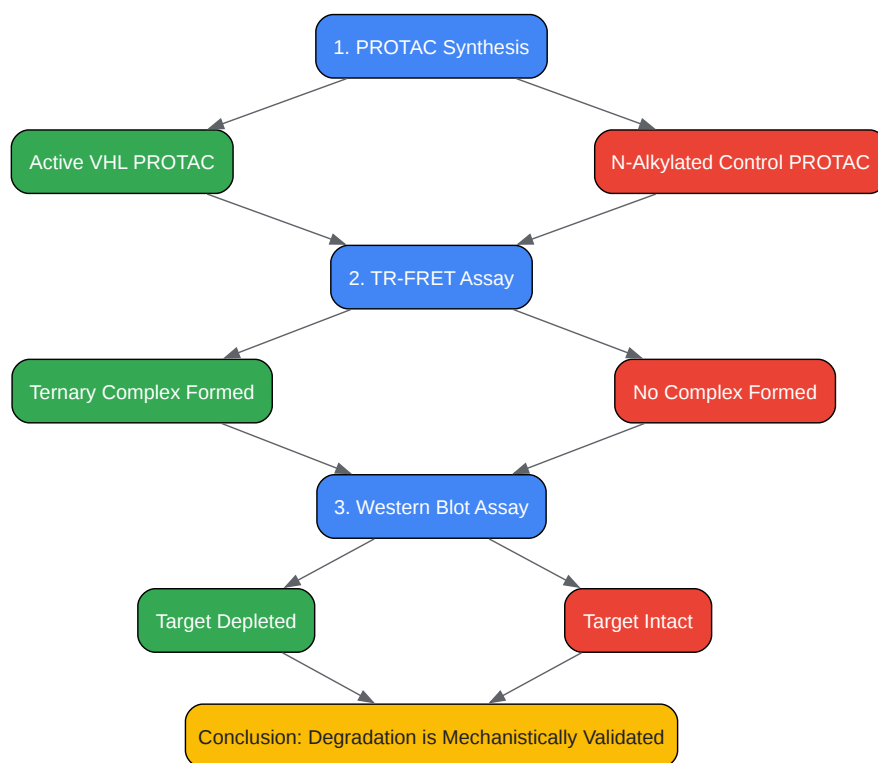 1. PROTAC Synthesis
Active VHL PROTAC
N-Alkylated Control PROTAC
2. TR-FRET Assay
Ternary Complex Formed
No Complex Formed
3. Western Blot Assay
Target Depleted
Target Intact
Conclusion: Degradation is Mechanistically Validated